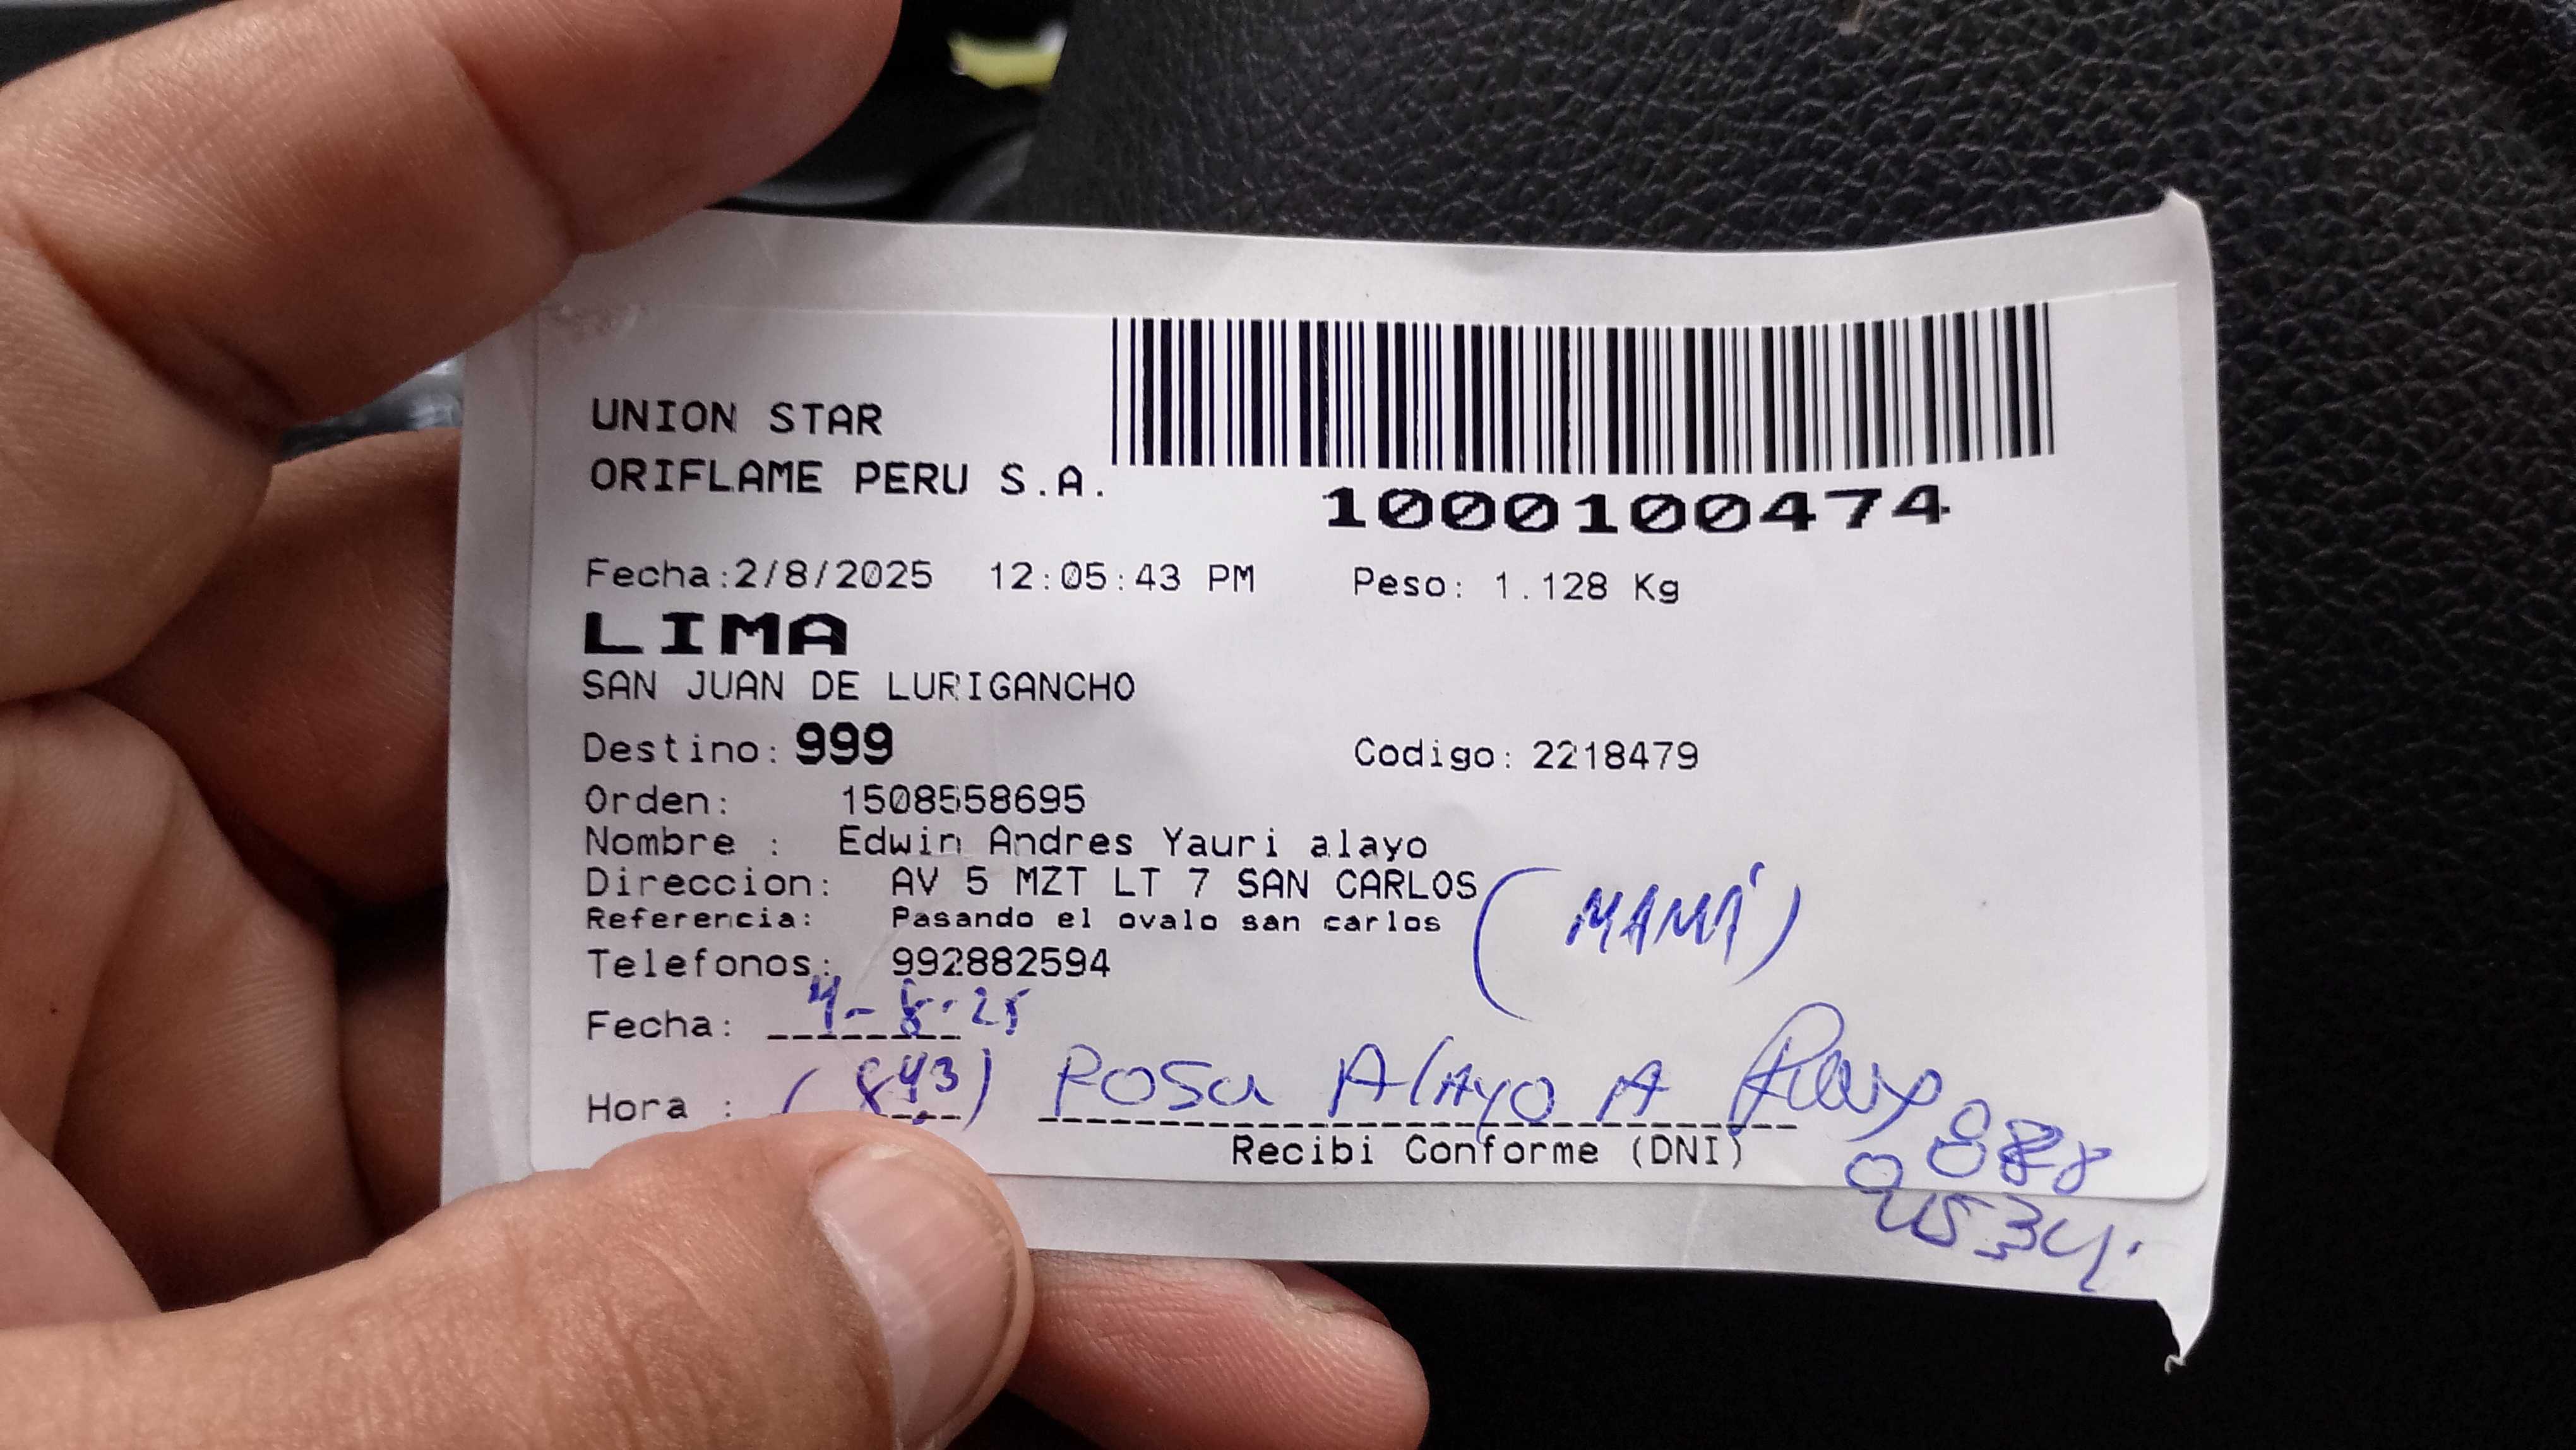 UNION STAR
ORIFLAME PERU S.A.
1000100474
Fecha:2/8/2025 12:05:43 PM Peso: 1.128 Kg
LIMA
SAN JUAN DE LURIGANCHO
Destino: 999 Codigo: 2218479
Orden: 1508558695
Nombre : Edwin Andres Yauri alayo
Direccion: AV 5 MZT LT 7 SAN CARLOS
Referencia: Pasando el ovalo san carlos (MAMÁ)
Telefonos: 992882594
Fecha: 4-8-25
Hora : (843) Rosa Alayo A
Recibi Conforme (DNI)